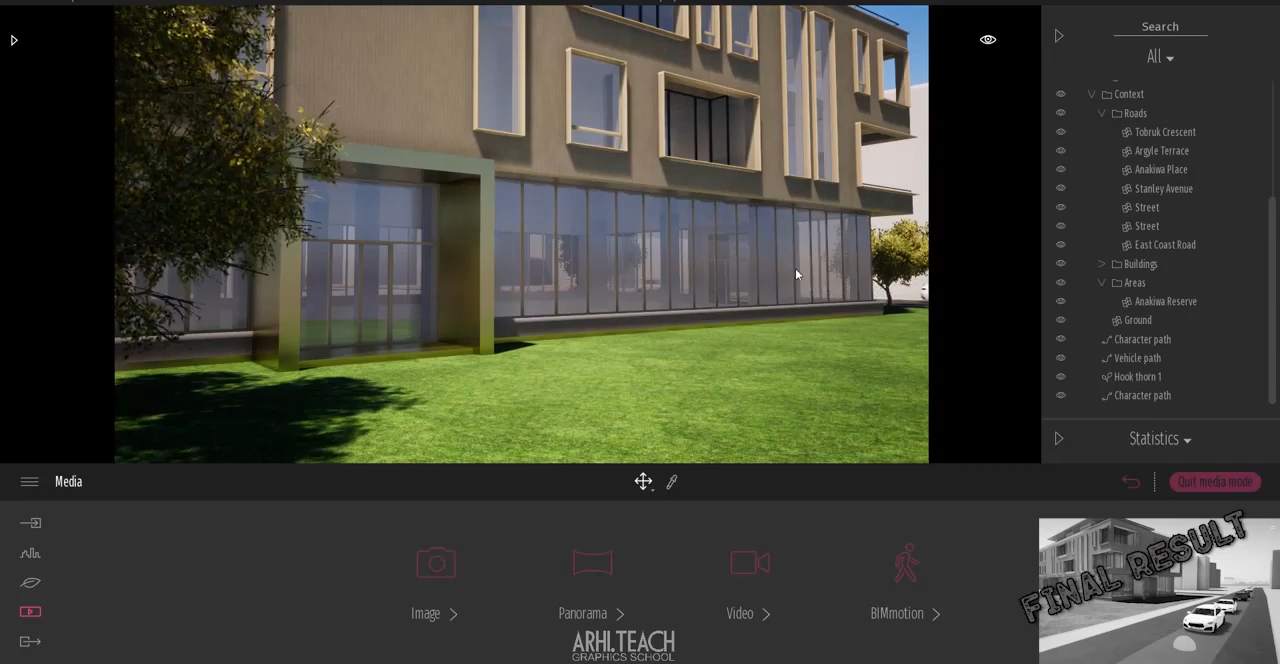 Search
All
Context
Roads
Tobruk Crescent
Argyle Terrace
Anakiwa Place
Stanley Avenue
Street
Street
East Coast Road
Buildings
Areas
Anakiwa Reserve
Ground
Character path
Vehicle path
Hook thorn 1
Character path
Statistics
Media
Quit media mode
FINAL RESULT
Image
Panorama
Video
BIMmotion
ARHI.TEACH
GRAPHICS SCHOOL